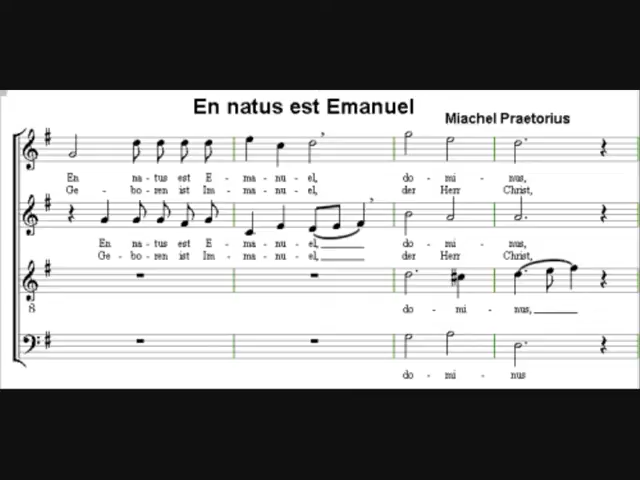 En natus est Emanuel
Miachel Praetorius
En na - tus est E - ma - nu - el, do - mi - nus,
Ge - bo - ren ist Im - ma - nu - el, der Herr Christ,
En na - tus est E - ma - nu - el, do - mi - nus,
Ge - bo - ren ist Im - ma - nu - el, der Herr Christ,
8
do - mi - nus,
do - mi - nus